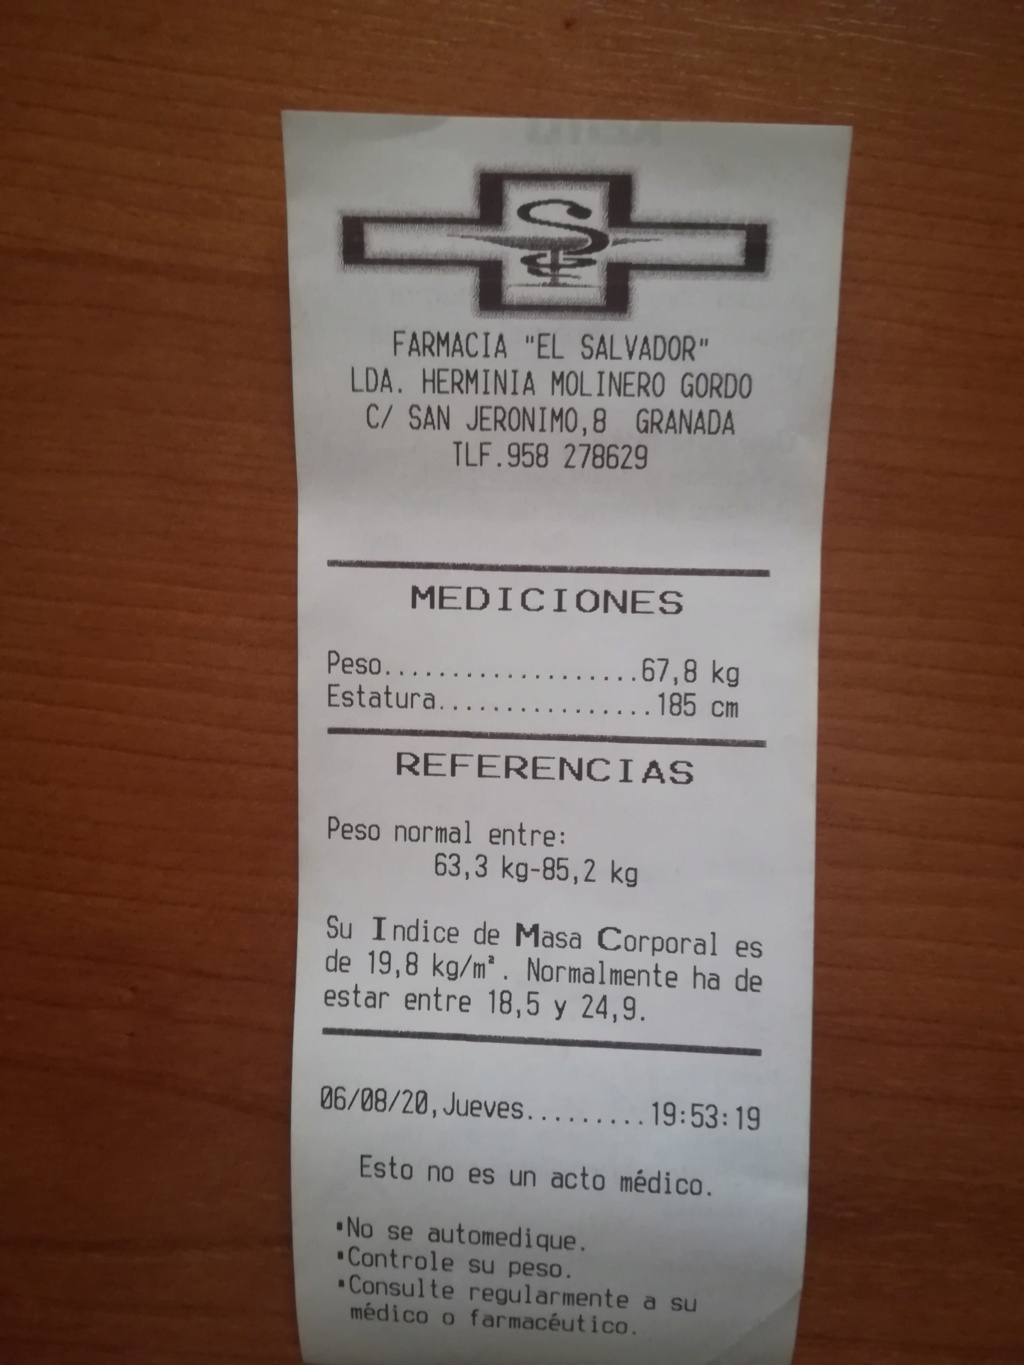 FARMACIA "EL SALVADOR"
LDA. HERMINIA MOLINERO GORDO
C/ SAN JERONIMO,8 GRANADA
TLF.958 278629
MEDICIONES
Peso...................67,8 kg
Estatura................185 cm
REFERENCIAS
Peso normal entre:
63,3 kg-85,2 kg
Su Indice de Masa Corporal es
de 19,8 kg/m². Normalmente ha de
estar entre 18,5 y 24,9.
06/08/20,Jueves.........19:53:19
Esto no es un acto médico.
•No se automedique.
•Controle su peso.
•Consulte regularmente a su
médico o farmacéutico.